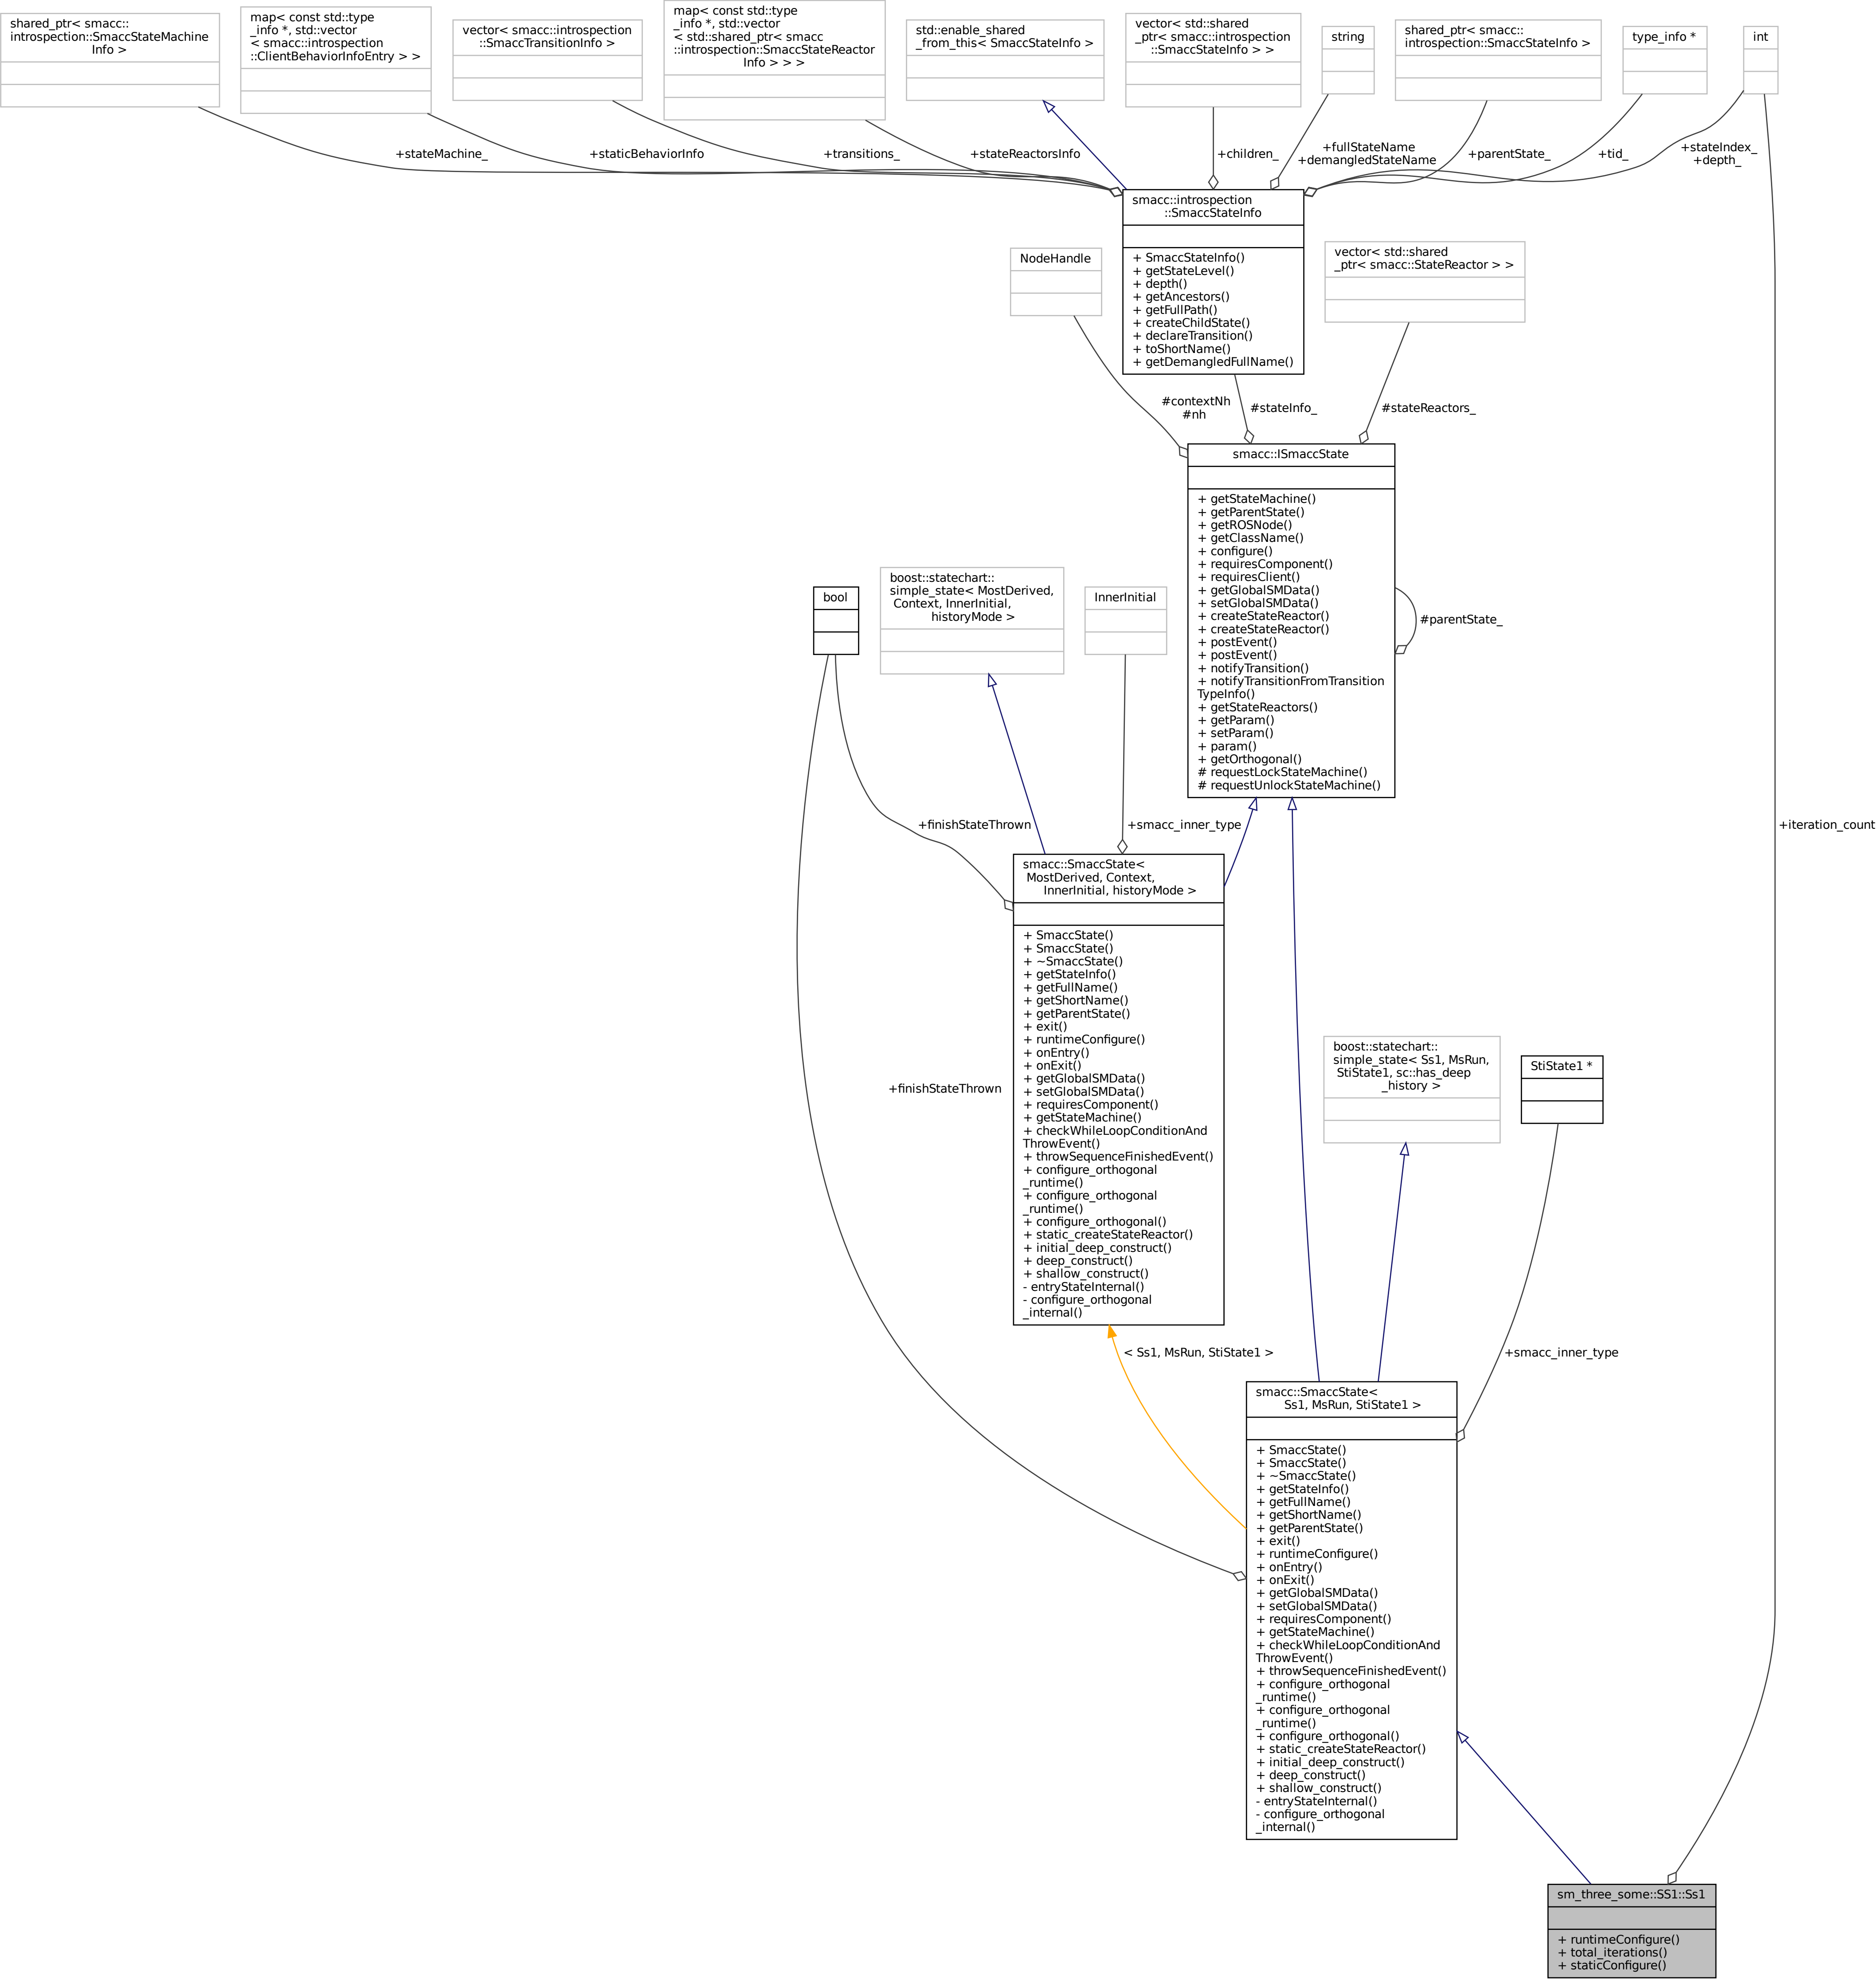 shared_ptr< smacc::
introspection::SmaccStateMachine
Info >
map< const std::type
_info *, std::vector
< smacc::introspection
::ClientBehaviorInfoEntry > >
vector< smacc::introspection
::SmaccTransitionInfo >
map< const std::type
_info *, std::vector
< std::shared_ptr< smacc
::introspection::SmaccStateReactor
Info > > >
std::enable_shared
_from_this< SmaccStateInfo >
vector< std::shared
_ptr< smacc::introspection
::SmaccStateInfo > >
string
shared_ptr< smacc::
introspection::SmaccStateInfo >
type_info *
int
+stateMachine_
+staticBehaviorInfo
+transitions_
+stateReactorsInfo
+children_
+fullStateName
+demangledStateName
+parentState_
+tid_
+stateIndex_
+depth_
smacc::introspection
::SmaccStateInfo
+ SmaccStateInfo()
+ getStateLevel()
+ depth()
+ getAncestors()
+ getFullPath()
+ createChildState()
+ declareTransition()
+ toShortName()
+ getDemangledFullName()
NodeHandle
vector< std::shared
_ptr< smacc::StateReactor > >
#contextNh
#nh
#stateInfo_
#stateReactors_
smacc::ISmaccState
+ getStateMachine()
+ getParentState()
+ getROSNode()
+ getClassName()
+ configure()
+ requiresComponent()
+ requiresClient()
+ getGlobalSMData()
+ setGlobalSMData()
+ createStateReactor()
+ createStateReactor()
+ postEvent()
+ postEvent()
+ notifyTransition()
+ notifyTransitionFromTransition
TypeInfo()
+ getStateReactors()
+ getParam()
+ setParam()
+ param()
+ getOrthogonal()
# requestLockStateMachine()
# requestUnlockStateMachine()
#parentState_
bool
boost::statechart::
simple_state< MostDerived,
Context, InnerInitial,
historyMode >
InnerInitial
+finishStateThrown
+smacc_inner_type
+iteration_count
smacc::SmaccState<
MostDerived, Context,
InnerInitial, historyMode >
+ SmaccState()
+ SmaccState()
+ ~SmaccState()
+ getStateInfo()
+ getFullName()
+ getShortName()
+ getParentState()
+ exit()
+ runtimeConfigure()
+ onEntry()
+ onExit()
+ getGlobalSMData()
+ setGlobalSMData()
+ requiresComponent()
+ getStateMachine()
+ checkWhileLoopConditionAnd
ThrowEvent()
+ throwSequenceFinishedEvent()
+ configure_orthogonal
_runtime()
+ configure_orthogonal
_runtime()
+ configure_orthogonal()
+ static_createStateReactor()
+ initial_deep_construct()
+ deep_construct()
+ shallow_construct()
- entryStateInternal()
- configure_orthogonal
_internal()
+finishStateThrown
boost::statechart::
simple_state< Ss1, MsRun,
StiState1, sc::has_deep
_history >
StiState1 *
< Ss1, MsRun, StiState1 >
+smacc_inner_type
smacc::SmaccState<
Ss1, MsRun, StiState1 >
+ SmaccState()
+ SmaccState()
+ ~SmaccState()
+ getStateInfo()
+ getFullName()
+ getShortName()
+ getParentState()
+ exit()
+ runtimeConfigure()
+ onEntry()
+ onExit()
+ getGlobalSMData()
+ setGlobalSMData()
+ requiresComponent()
+ getStateMachine()
+ checkWhileLoopConditionAnd
ThrowEvent()
+ throwSequenceFinishedEvent()
+ configure_orthogonal
_runtime()
+ configure_orthogonal
_runtime()
+ configure_orthogonal()
+ static_createStateReactor()
+ initial_deep_construct()
+ deep_construct()
+ shallow_construct()
- entryStateInternal()
- configure_orthogonal
_internal()
sm_three_some::SS1::Ss1
+ runtimeConfigure()
+ total_iterations()
+ staticConfigure()